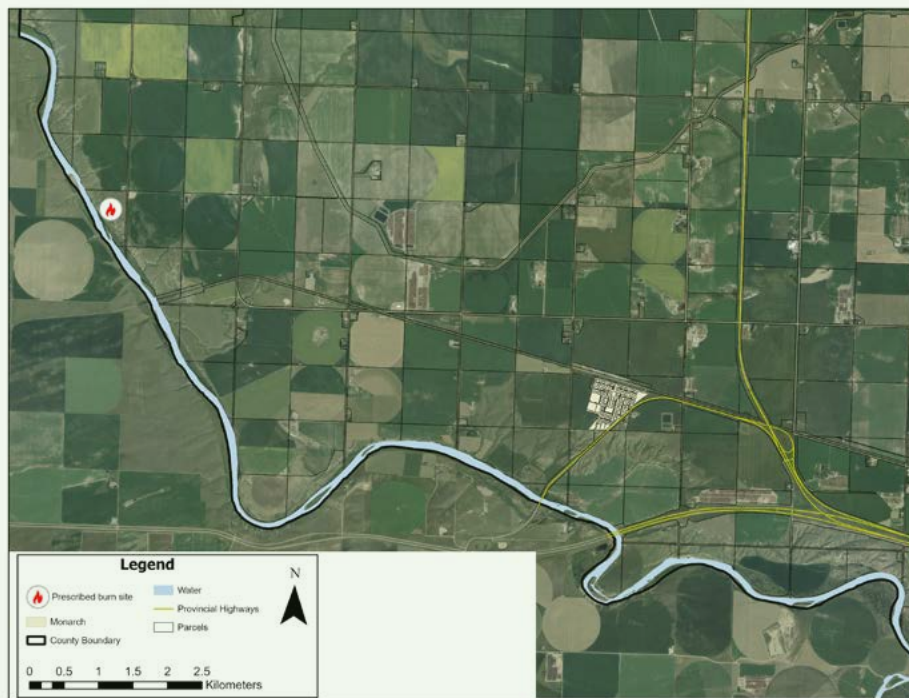 Legend
Prescribed burn site
Monarch
County Boundary
Water
Provincial Highways
Parcels
N
0 0.5 1 1.5 2 2.5
Kilometers